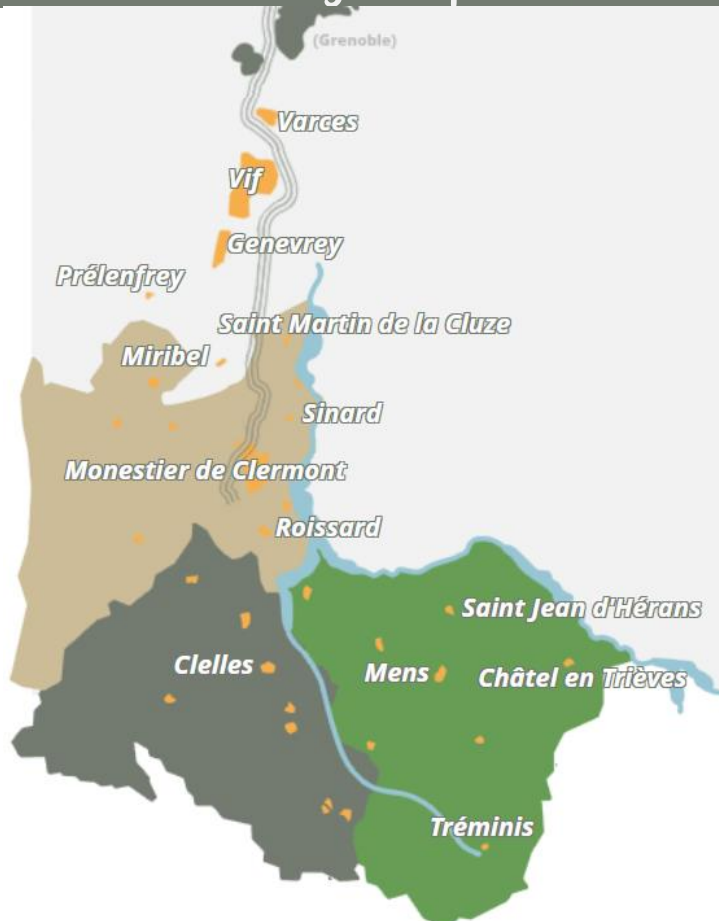 (Grenoble)
Varces
Vif
Genevrey
Prélenfrey
Saint Martin de la Cluze
Miribel
Sinard
Monestier de Clermont
Roissard
Saint Jean d'Hérans
Clelles
Mens
Châtel en Trièves
Tréminis